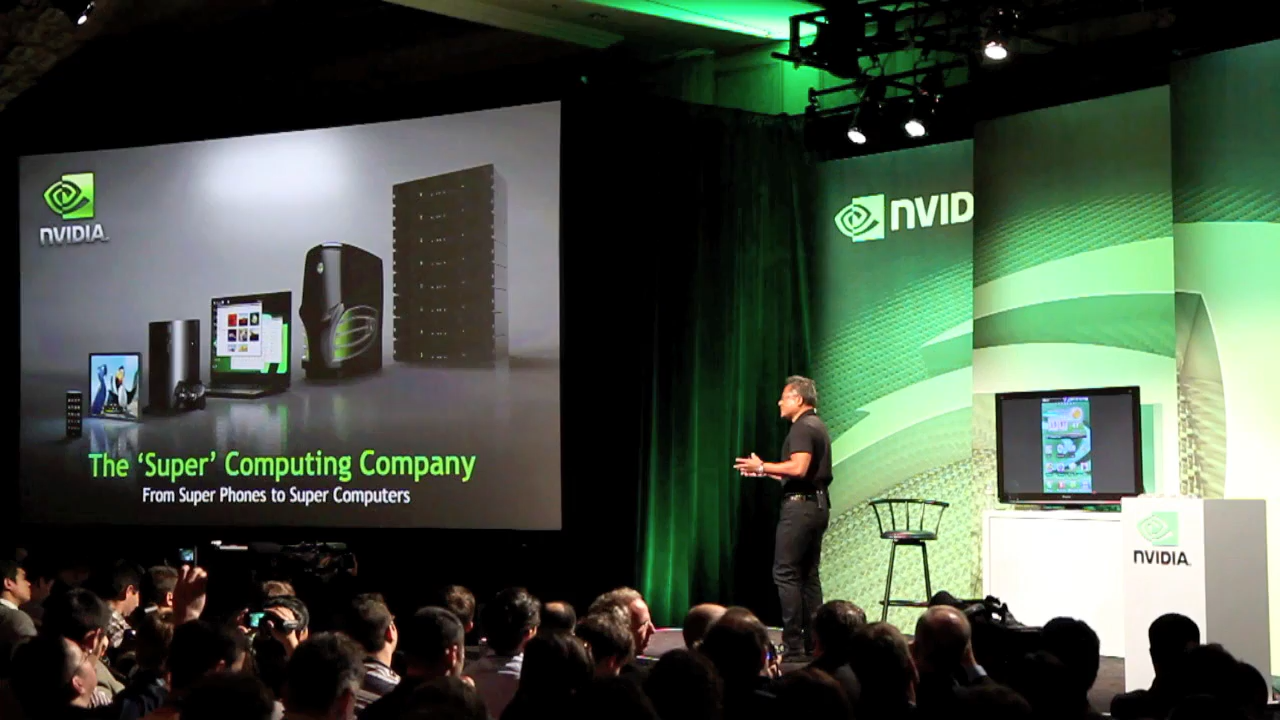 NVIDIA.
The ‘Super’ Computing Company
From Super Phones to Super Computers
NVID
NVIDIA.